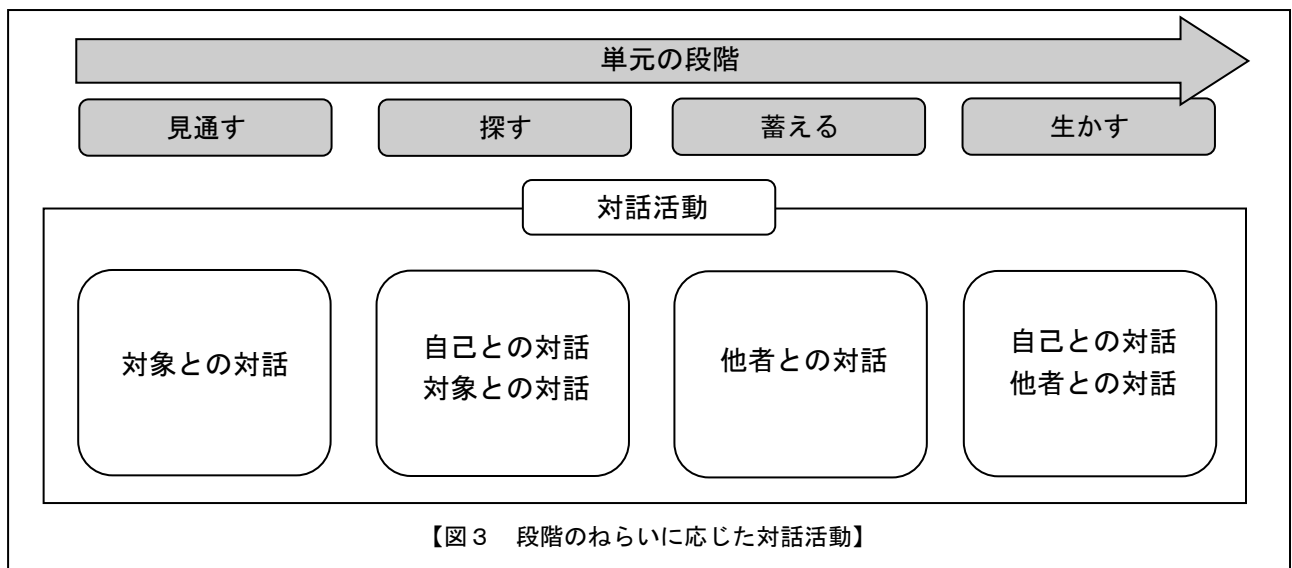 単元の段階
見通す
探す
蓄える
生かす
対話活動
対象との対話
自己との対話
対象との対話
他者との対話
自己との対話
他者との対話
【図3　段階のねらいに応じた対話活動】